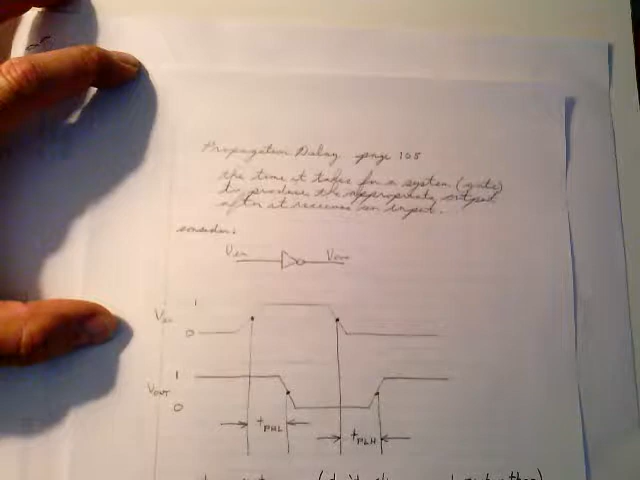 Propagation Delay page 105
the time it takes for a system (gate)
to produce the appropriate output
after it receives an input.
consider:
Vin Vout
Vin 1
0
Vout 1
0
tPHL tPLH